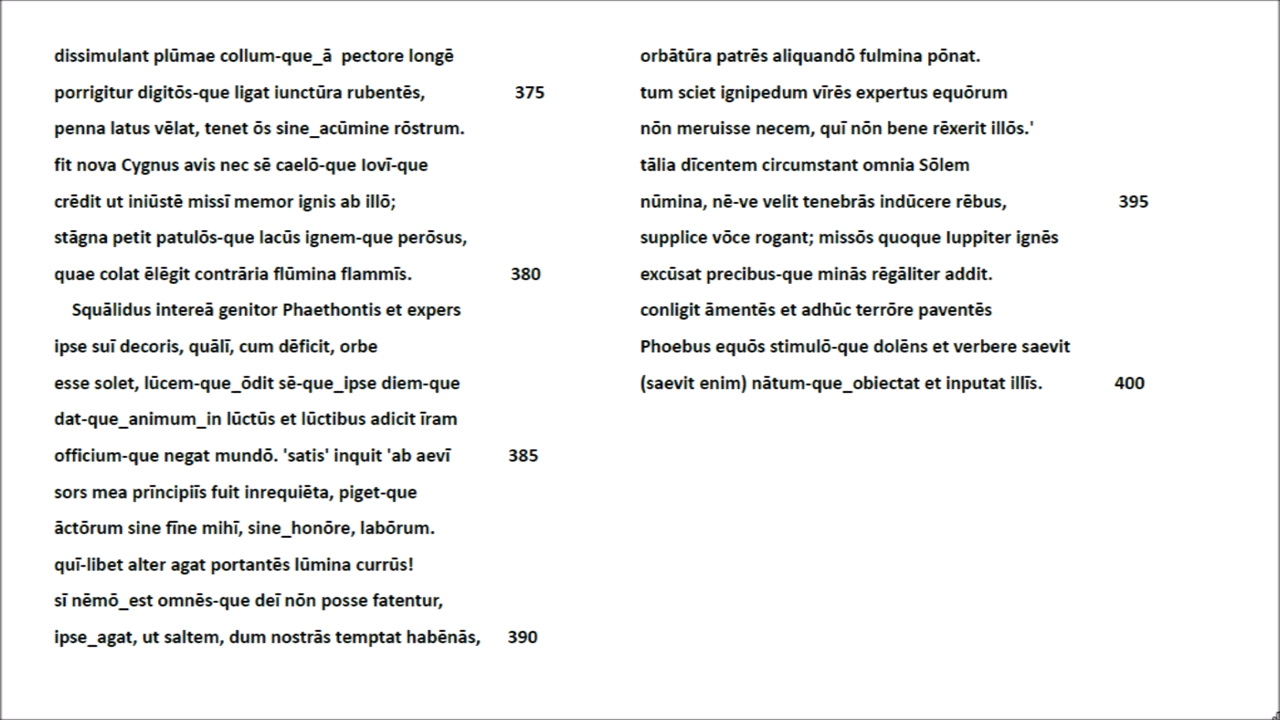 dissimulant plūmae collum-que_ā pectore longē
porrigitur digitōs-que ligat iunctūra rubentēs, 375
penna latus vēlat, tenet ōs sine_acūmine rōstrum.
fit nova Cygnus avis nec sē caelō-que Iovī-que
crēdit ut iniūstē missī memor ignis ab illō;
stāgna petit patulōs-que lacūs ignem-que perōsus,
quae colat ēlēgit contrāria flūmina flammīs. 380
Squālidus intereā genitor Phaethontis et expers
ipse suī decoris, quālī, cum dēficit, orbe
esse solet, lūcem-que_ōdit sē-que_ipse diem-que
dat-que_animum_in lūctūs et lūctibus adicit īram
officium-que negat mundō. 'satis' inquit 'ab aevī 385
sors mea prīncipiīs fuit inrequiēta, piget-que
āctōrum sine fīne mihī, sine_honōre, labōrum.
quī-libet alter agat portantēs lūmina currūs!
sī nēmō_est omnēs-que deī nōn posse fatentur,
ipse_agat, ut saltem, dum nostrās temptat habēnās, 390
orbātūra patrēs aliquandō fulmina pōnat.
tum sciet ignipedum vīrēs expertus equōrum
nōn meruisse necem, quī nōn bene rēxerit illōs.'
tālia dīcentem circumstant omnia Sōlem
nūmina, nē-ve velit tenebrās indūcere rēbus, 395
supplice vōce rogant; missōs quoque Iuppiter ignēs
excūsat precibus-que minās rēgāliter addit.
conligit āmentēs et adhūc terrōre paventēs
Phoebus equōs stimulō-que dolēns et verbere saevit
(saevit enim) nātum-que_obiectat et inputat illīs. 400